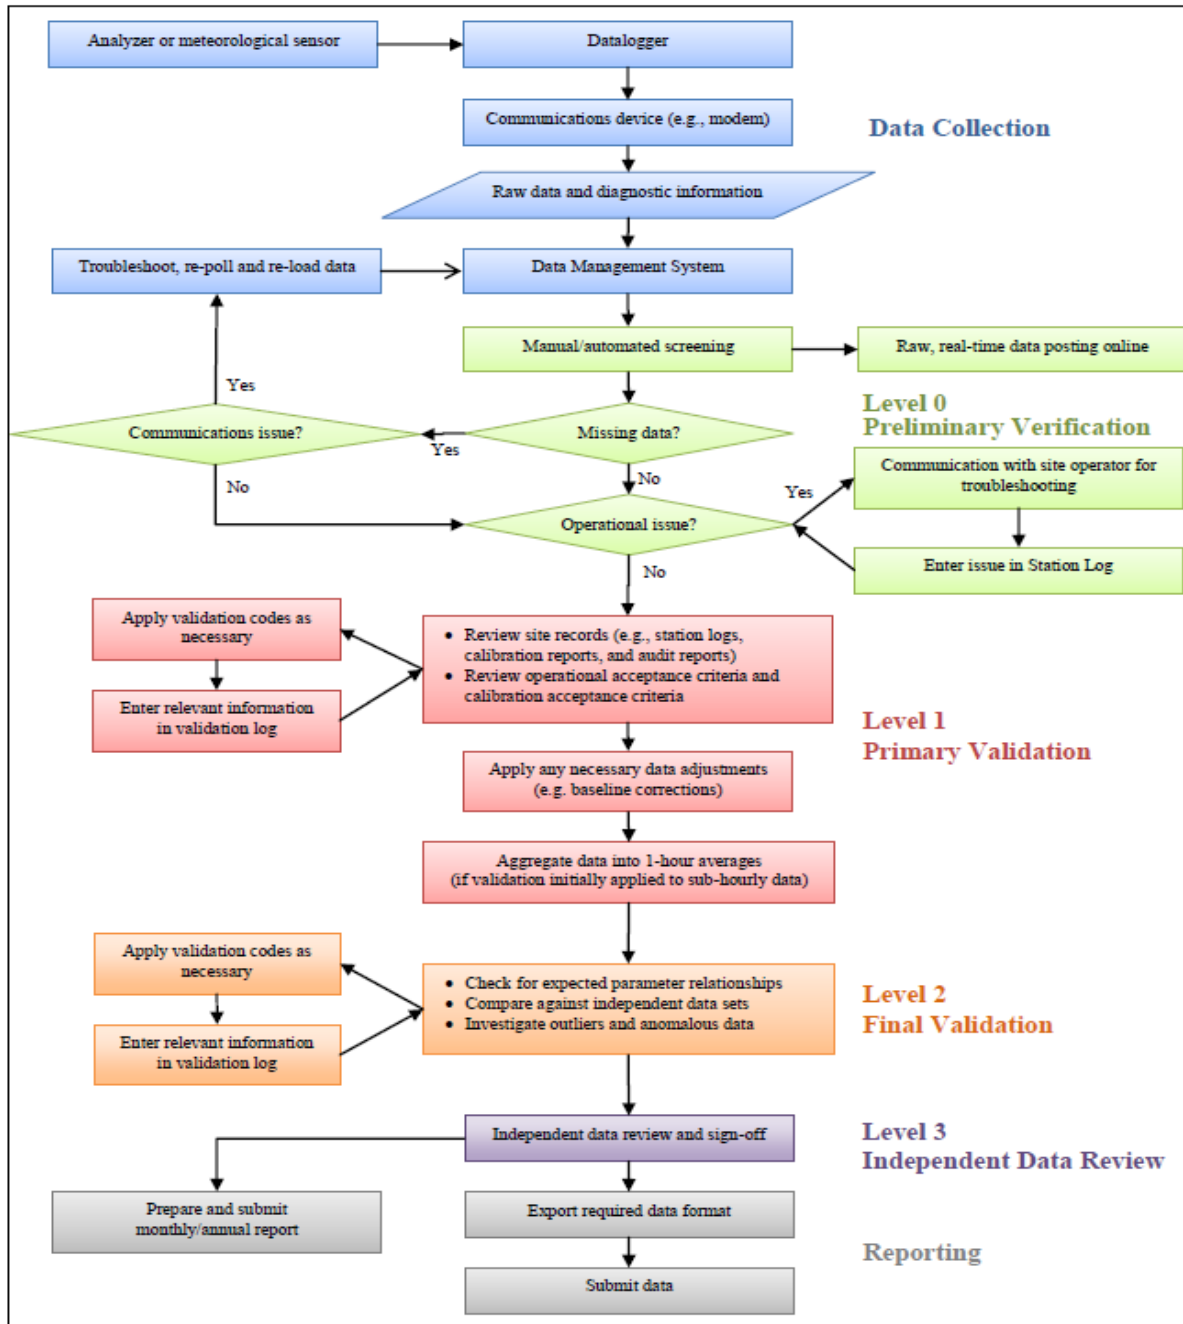 Analyzer or meteorological sensor
Datalogger
Communications device (e.g., modem)
Data Collection
Raw data and diagnostic information
Troubleshoot, re-poll and re-load data
Data Management System
Manual/automated screening
Raw, real-time data posting online
Yes
Level 0
Preliminary Verification
Communications issue?
Yes
Missing data?
No
No
Yes
Communication with site operator for
troubleshooting
Operational issue?
Enter issue in Station Log
No
Apply validation codes as
necessary
Enter relevant information
in validation log
• Review site records (e.g., station logs,
calibration reports, and audit reports)
• Review operational acceptance criteria and
calibration acceptance criteria
Level 1
Primary Validation
Apply any necessary data adjustments
(e.g. baseline corrections)
Aggregate data into 1-hour averages
(if validation initially applied to sub-hourly data)
Apply validation codes as
necessary
Enter relevant information
in validation log
• Check for expected parameter relationships
• Compare against independent data sets
• Investigate outliers and anomalous data
Level 2
Final Validation
Independent data review and sign-off
Level 3
Independent Data Review
Prepare and submit
monthly/annual report
Export required data format
Reporting
Submit data